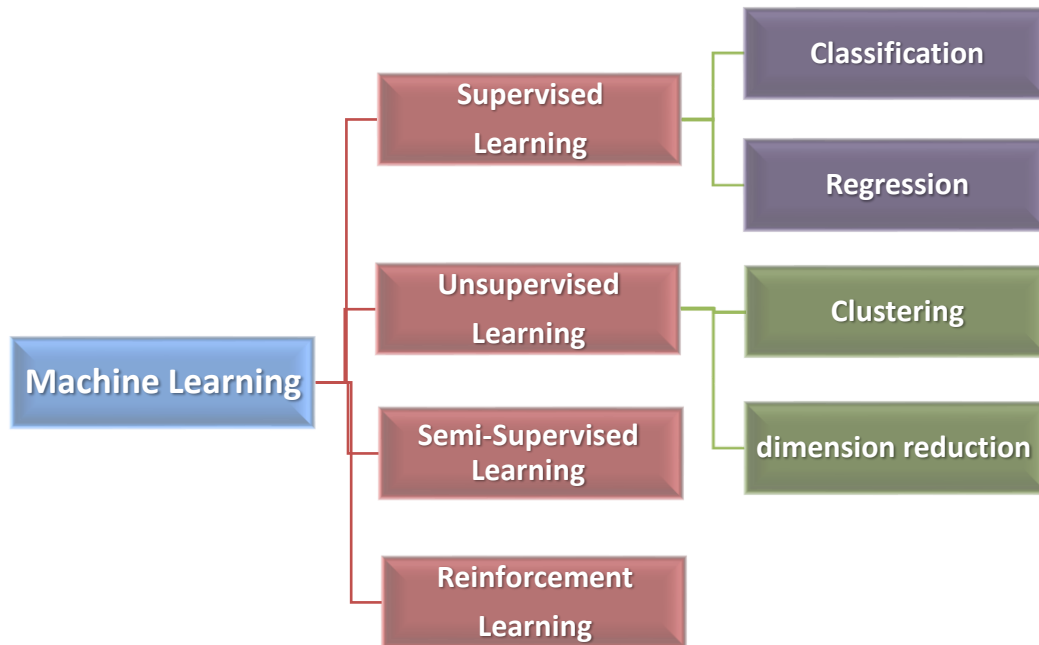 Machine Learning
Supervised
Learning
Classification
Regression
Unsupervised
Learning
Clustering
dimension reduction
Semi-Supervised
Learning
Reinforcement
Learning